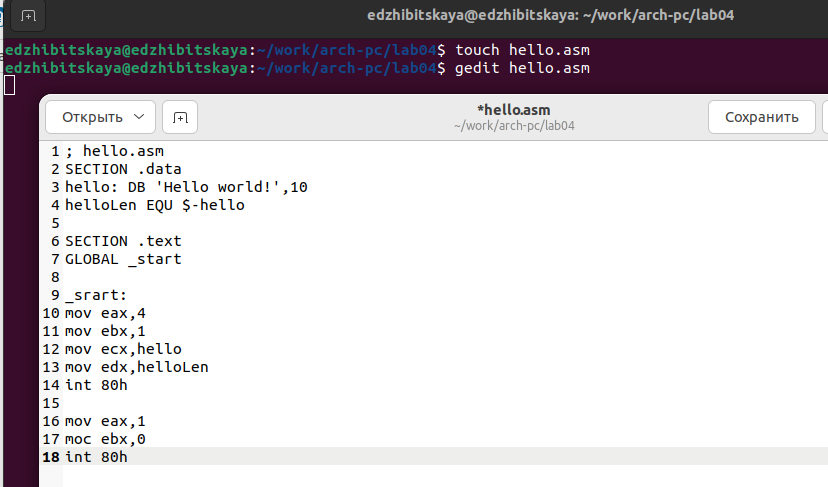 edzhibitskaya@edzhibitskaya: ~/work/arch-pc/lab04
edzhibitskaya@edzhibitskaya:~/work/arch-pc/lab04$ touch hello.asm
edzhibitskaya@edzhibitskaya:~/work/arch-pc/lab04$ gedit hello.asm
Открыть
*hello.asm
~/work/arch-pc/lab04
Сохранить
1 ; hello.asm
2 SECTION .data
3 hello: DB 'Hello world!',10
4 helloLen EQU $-hello
5
6 SECTION .text
7 GLOBAL _start
8
9 _srart:
10 mov eax,4
11 mov ebx,1
12 mov ecx,hello
13 mov edx,helloLen
14 int 80h
15
16 mov eax,1
17 moc ebx,0
18 int 80h